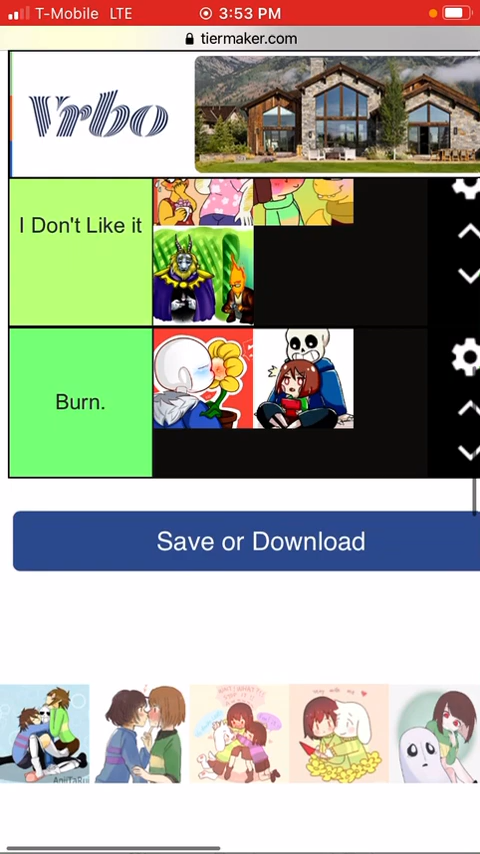 T-Mobile LTE 3:53 PM
tiermaker.com
Vrbo
I Don't Like it
Burn.
Save or Download